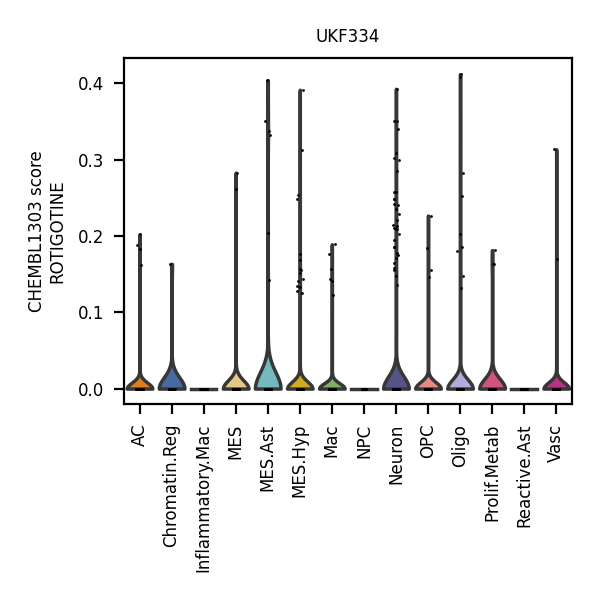 UKF334
CHEMBL1303 score
ROTIGOTINE
0.4
0.3
0.2
0.1
0.0
AC
Chromatin.Reg
Inflammatory.Mac
MES
MES.Ast
MES.Hyp
Mac
NPC
Neuron
OPC
Oligo
Prolif.Metab
Reactive.Ast
Vasc